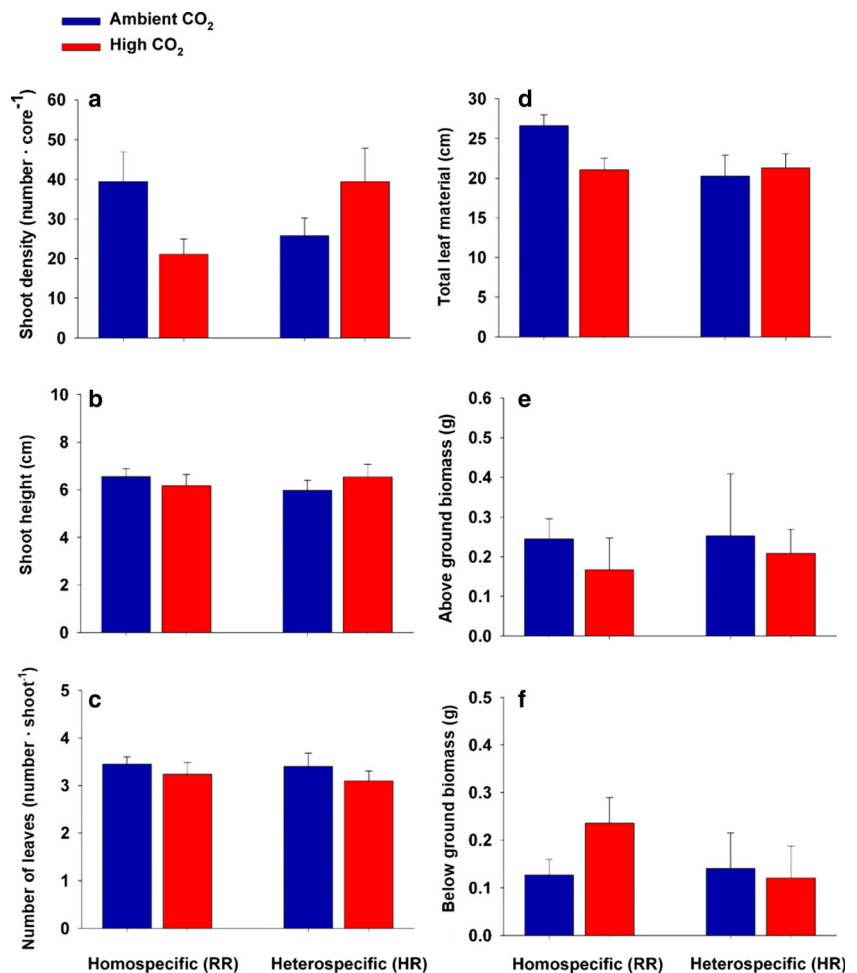 Ambient CO₂
High CO₂
a
Shoot density (number · core⁻¹)
60
50
40
30
20
10
0
b
Shoot height (cm)
10
8
6
4
2
0
c
Number of leaves (number · shoot⁻¹)
5
4
3
2
1
0
Homospecific (RR)
Heterospecific (HR)
d
Total leaf material (cm)
30
25
20
15
10
5
0
e
Above ground biomass (g)
0.6
0.5
0.4
0.3
0.2
0.1
0.0
f
Below ground biomass (g)
0.5
0.4
0.3
0.2
0.1
0.0
Homospecific (RR)
Heterospecific (HR)